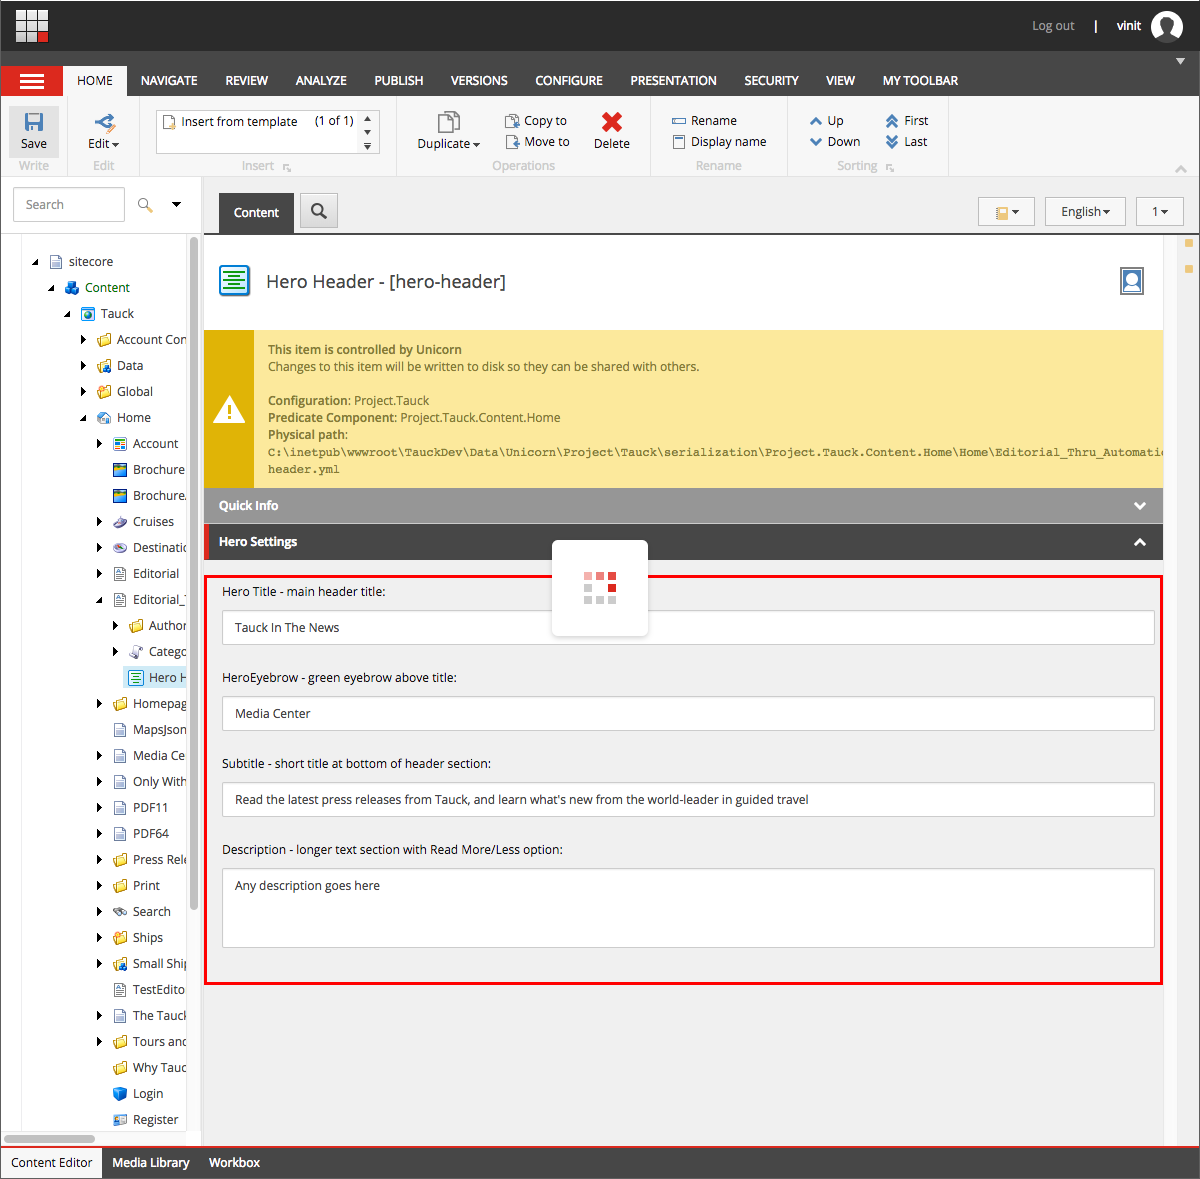 Log out | vinit
HOME NAVIGATE REVIEW ANALYZE PUBLISH VERSIONS CONFIGURE PRESENTATION SECURITY VIEW MY TOOLBAR
Save
Write
Edit
Edit
Insert from template (1 of 1)
Insert
Duplicate
Copy to
Move to
Delete
Operations
Rename
Display name
Rename
Up
Down
First
Last
Sorting
Search
Content
English
1
sitecore
Content
Tauck
Account Con
Data
Global
Home
Account
Brochure
Brochure
Cruises
Destinatic
Editorial
Editorial_
Author
Catego
Hero H
Homepag
MapsJson
Media Ce
Only With
PDF11
PDF64
Press Rele
Print
Search
Ships
Small Ship
TestEdito
The Tauck
Tours and
Why Tauc
Login
Register
Hero Header - [hero-header]
This item is controlled by Unicorn
Changes to this item will be written to disk so they can be shared with others.
Configuration: Project.Tauck
Predicate Component: Project.Tauck.Content.Home
Physical path:
C:\inetpub\wwwroot\TauckDev\Data\Unicorn\Project\Tauck\serialization\Project.Tauck.Content.Home\Home\Editorial_Thru_Automatic
header.yml
Quick Info
Hero Settings
Hero Title - main header title:
Tauck In The News
HeroEyebrow - green eyebrow above title:
Media Center
Subtitle - short title at bottom of header section:
Read the latest press releases from Tauck, and learn what's new from the world-leader in guided travel
Description - longer text section with Read More/Less option:
Any description goes here
Content Editor Media Library Workbox